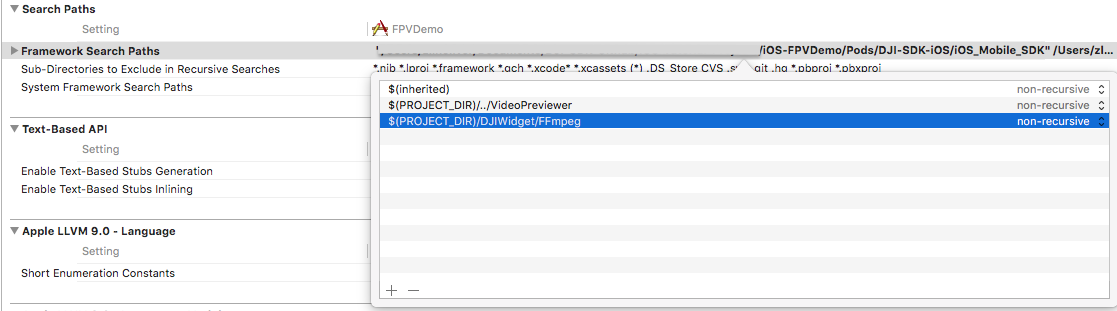 Search Paths
Setting FPVDemo
Framework Search Paths /iOS-FPVDemo/Pods/DJI-SDK-iOS/iOS_Mobile_SDK" /Users/zl...
Sub-Directories to Exclude in Recursive Searches *.nib *.lproj *.framework *.gch *.xcode* *.xcassets (*) .DS_Store CVS .svn .git .hg *.pbproj *.pbxproj
System Framework Search Paths
$(inherited) non-recursive
$(PROJECT_DIR)/../VideoPreviewer non-recursive
$(PROJECT_DIR)/DJIWidget/FFmpeg non-recursive
Text-Based API
Setting
Enable Text-Based Stubs Generation
Enable Text-Based Stubs Inlining
Apple LLVM 9.0 - Language
Setting
Short Enumeration Constants